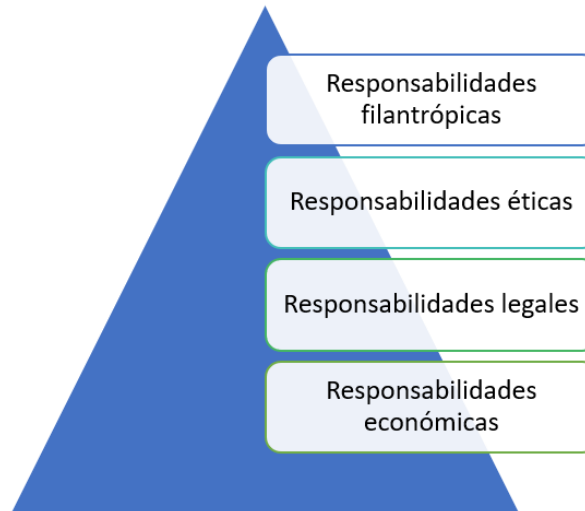 Responsabilidades
filantrópicas
Responsabilidades éticas
Responsabilidades legales
Responsabilidades
económicas